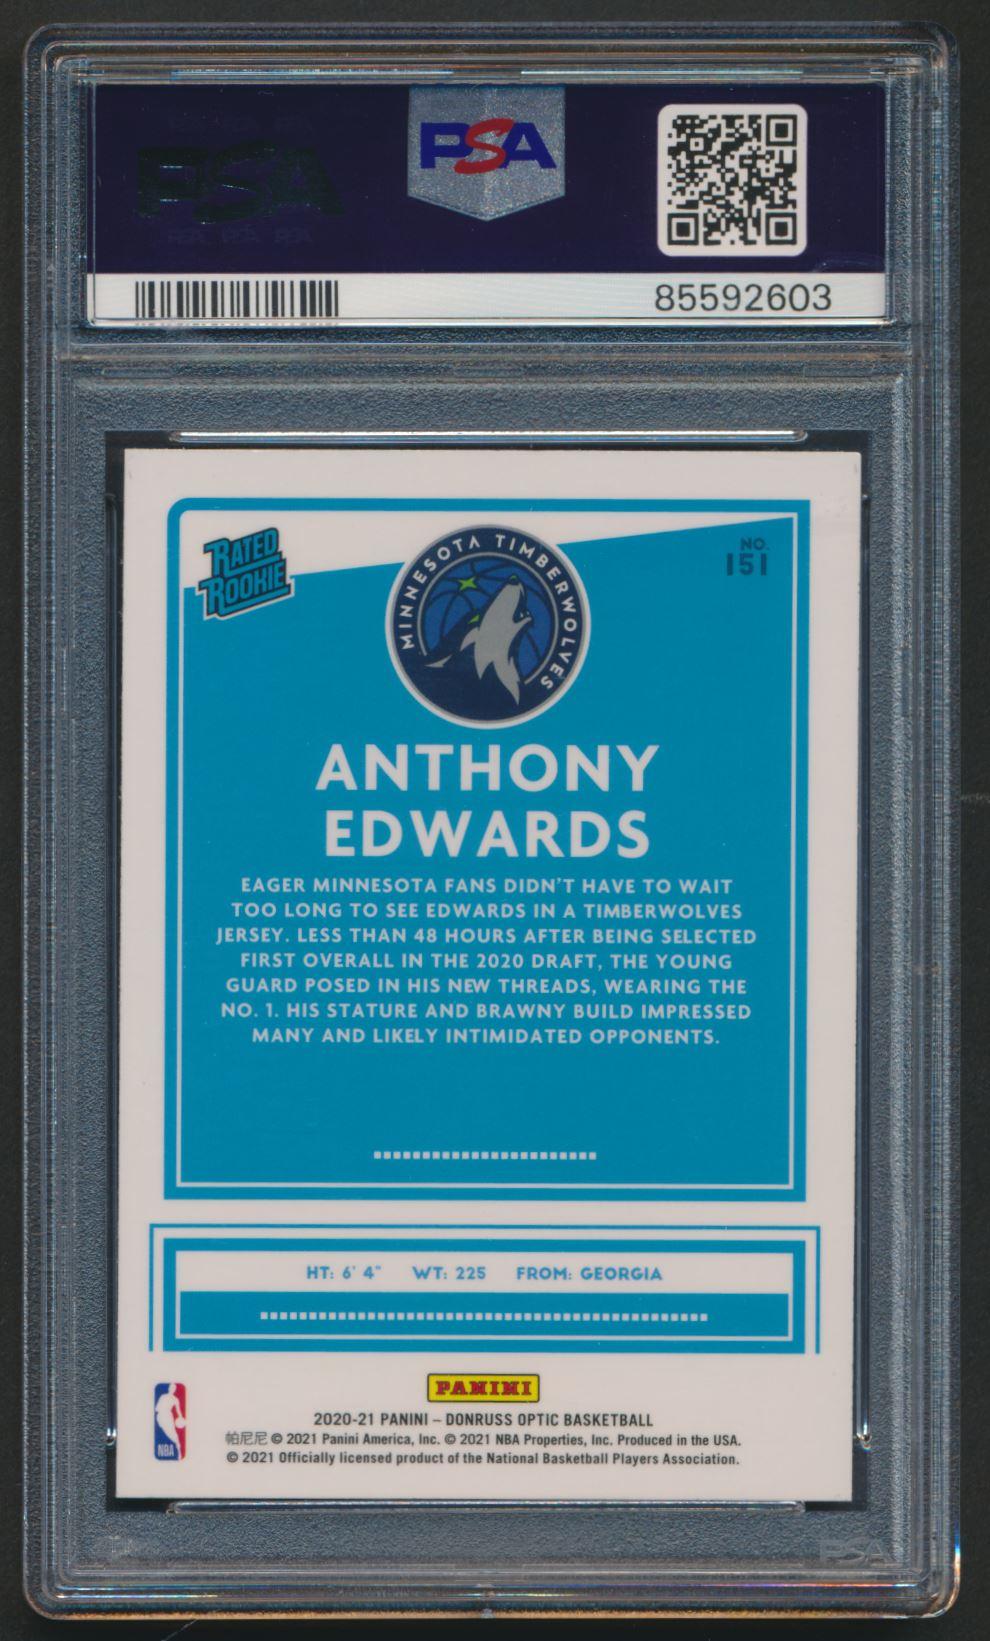 PSA
PSA
PSA PSA PSA
85592603
RATED
ROOKIE
MINNESOTA TIMBERWOLVES
NO.
151
ANTHONY
EDWARDS
EAGER MINNESOTA FANS DIDN'T HAVE TO WAIT
TOO LONG TO SEE EDWARDS IN A TIMBERWOLVES
JERSEY. LESS THAN 48 HOURS AFTER BEING SELECTED
FIRST OVERALL IN THE 2020 DRAFT, THE YOUNG
GUARD POSED IN HIS NEW THREADS, WEARING THE
NO. 1. HIS STATURE AND BRAWNY BUILD IMPRESSED
MANY AND LIKELY INTIMIDATED OPPONENTS.
HT: 6' 4" WT: 225 FROM: GEORGIA
PANINI
NBA
2020-21 PANINI – DONRUSS OPTIC BASKETBALL
帕尼尼 © 2021 Panini America, Inc. © 2021 NBA Properties, Inc. Produced in the USA.
© 2021 Officially licensed product of the National Basketball Players Association.
PSA